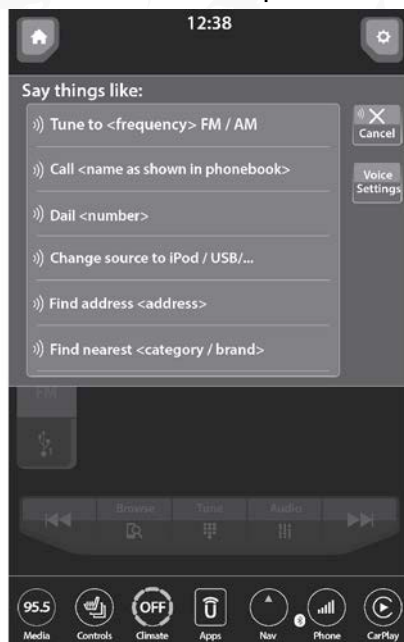 12:38
Say things like:
Tune to <frequency> FM / AM
Cancel
Call <name as shown in phonebook>
Voice
Settings
Dail <number>
Change source to iPod / USB/...
Find address <address>
Find nearest <category / brand>
FM
Browse Tune Audio
95.5 OFF
Media Controls Climate Apps Nav Phone CarPlay